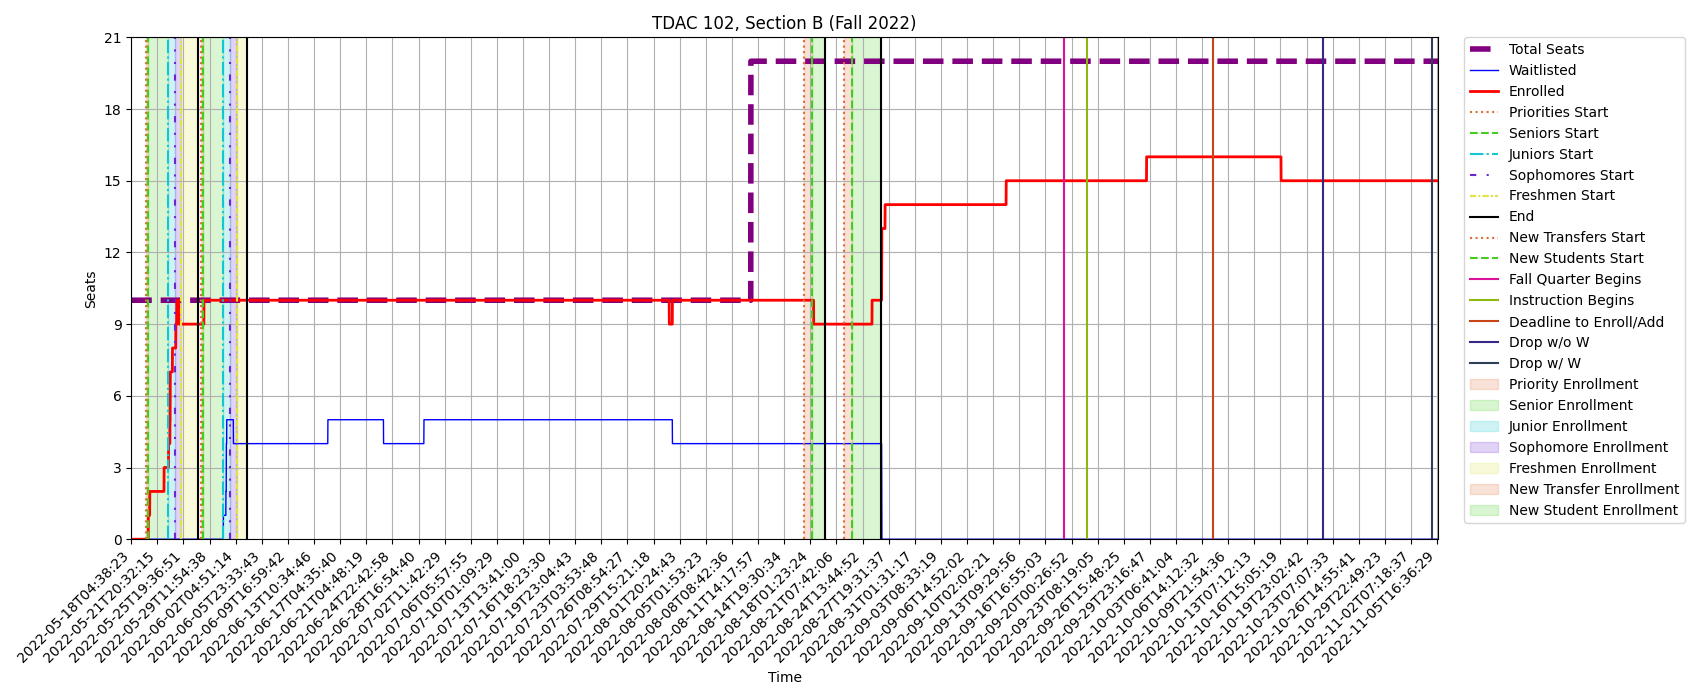 TDAC 102, Section B (Fall 2022)
Seats
21
18
15
12
9
6
3
0
2022-05-18T04:38:23
2022-05-21T20:32:15
2022-05-25T19:36:51
2022-05-29T11:54:38
2022-06-02T04:51:14
2022-06-05T23:33:43
2022-06-09T16:59:42
2022-06-13T10:34:46
2022-06-17T04:35:40
2022-06-21T04:48:19
2022-06-24T22:42:58
2022-06-28T16:54:40
2022-07-02T11:42:29
2022-07-06T05:57:55
2022-07-10T01:09:29
2022-07-13T13:41:00
2022-07-16T18:23:30
2022-07-19T23:04:43
2022-07-23T03:53:48
2022-07-26T08:54:27
2022-07-29T15:21:18
2022-08-01T20:24:43
2022-08-05T01:53:23
2022-08-08T08:42:36
2022-08-11T14:17:57
2022-08-14T19:30:34
2022-08-18T01:23:24
2022-08-21T07:42:06
2022-08-24T13:44:52
2022-08-27T19:31:37
2022-08-31T01:31:17
2022-09-03T08:33:19
2022-09-06T14:52:02
2022-09-10T02:02:21
2022-09-13T09:29:56
2022-09-16T16:55:03
2022-09-20T00:26:52
2022-09-23T08:19:05
2022-09-26T15:48:25
2022-09-29T23:16:47
2022-10-03T06:41:04
2022-10-06T14:12:32
2022-10-09T21:54:36
2022-10-13T07:12:13
2022-10-16T15:05:19
2022-10-19T23:02:42
2022-10-23T07:07:33
2022-10-26T14:55:41
2022-10-29T22:49:23
2022-11-02T07:18:37
2022-11-05T16:36:29
Time
Total Seats
Waitlisted
Enrolled
Priorities Start
Seniors Start
Juniors Start
Sophomores Start
Freshmen Start
End
New Transfers Start
New Students Start
Fall Quarter Begins
Instruction Begins
Deadline to Enroll/Add
Drop w/o W
Drop w/ W
Priority Enrollment
Senior Enrollment
Junior Enrollment
Sophomore Enrollment
Freshmen Enrollment
New Transfer Enrollment
New Student Enrollment